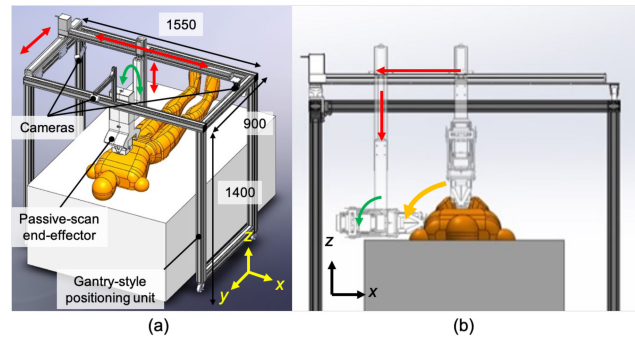 1550
Cameras
900
1400
Passive-scan
end-effector
Gantry-style
positioning unit
z
x
y
(a)
z
x
(b)